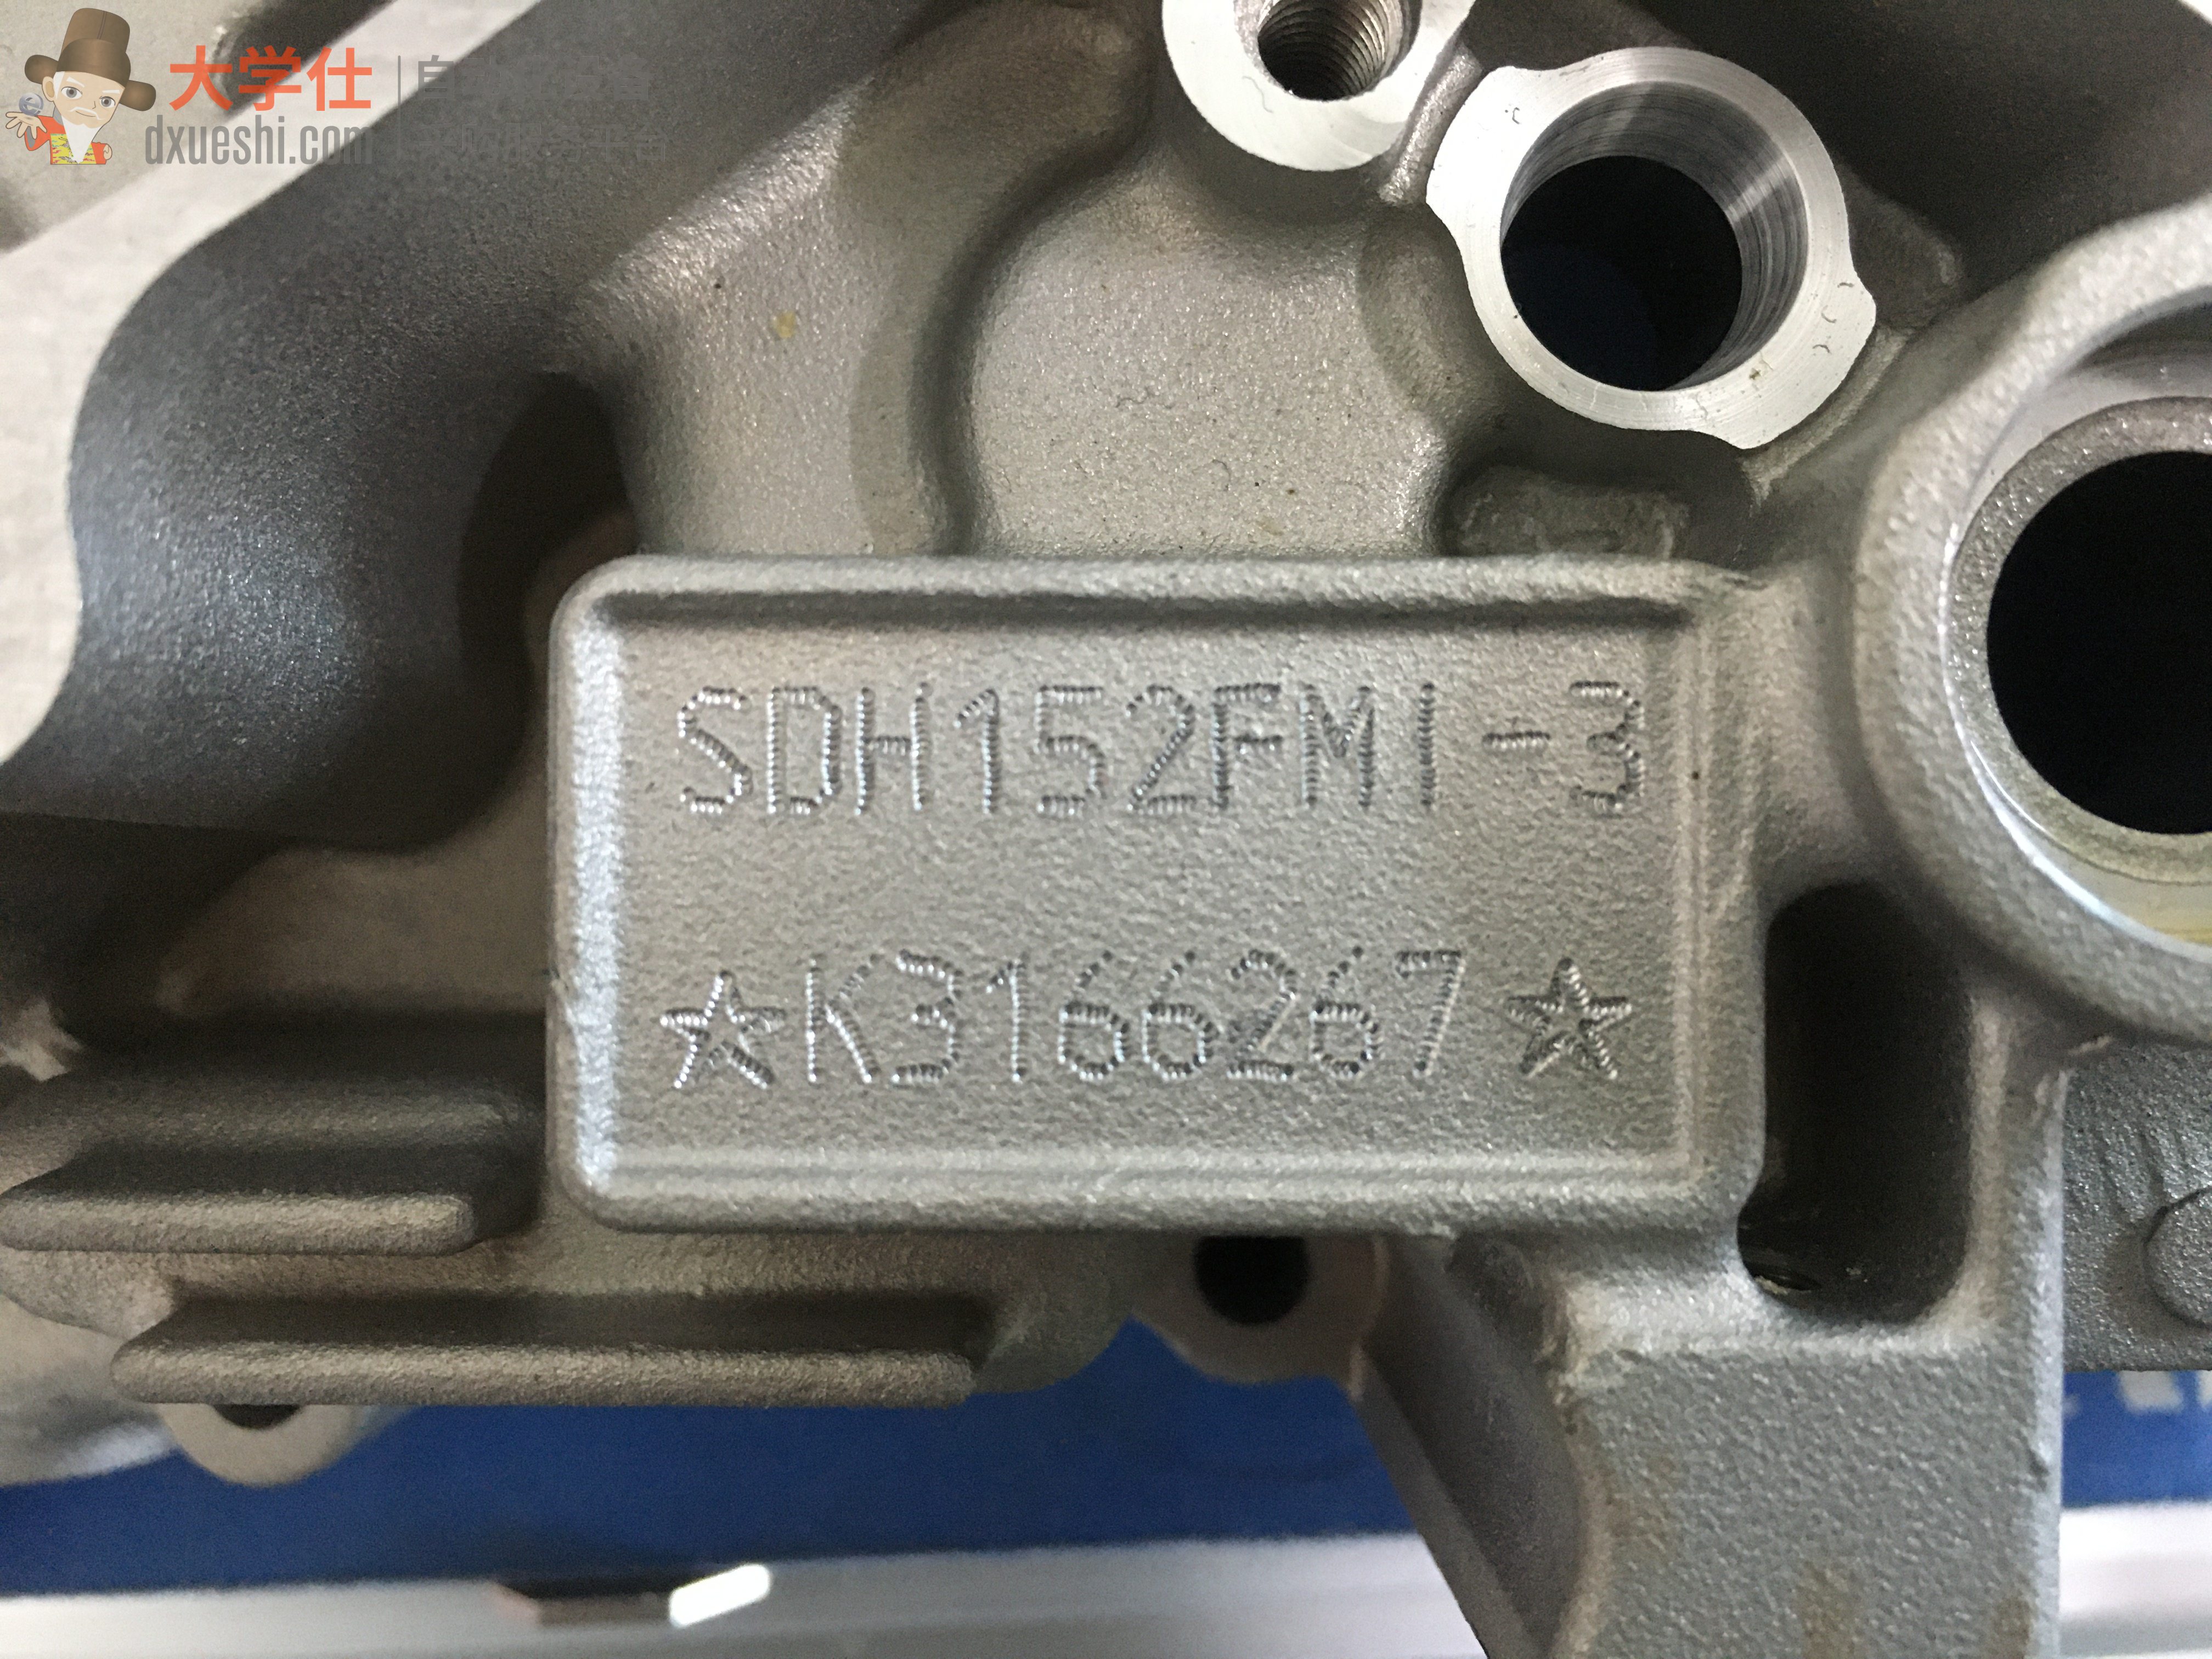 大学仕
dxueshi.com
SDH152FMI-3
★K3166267★